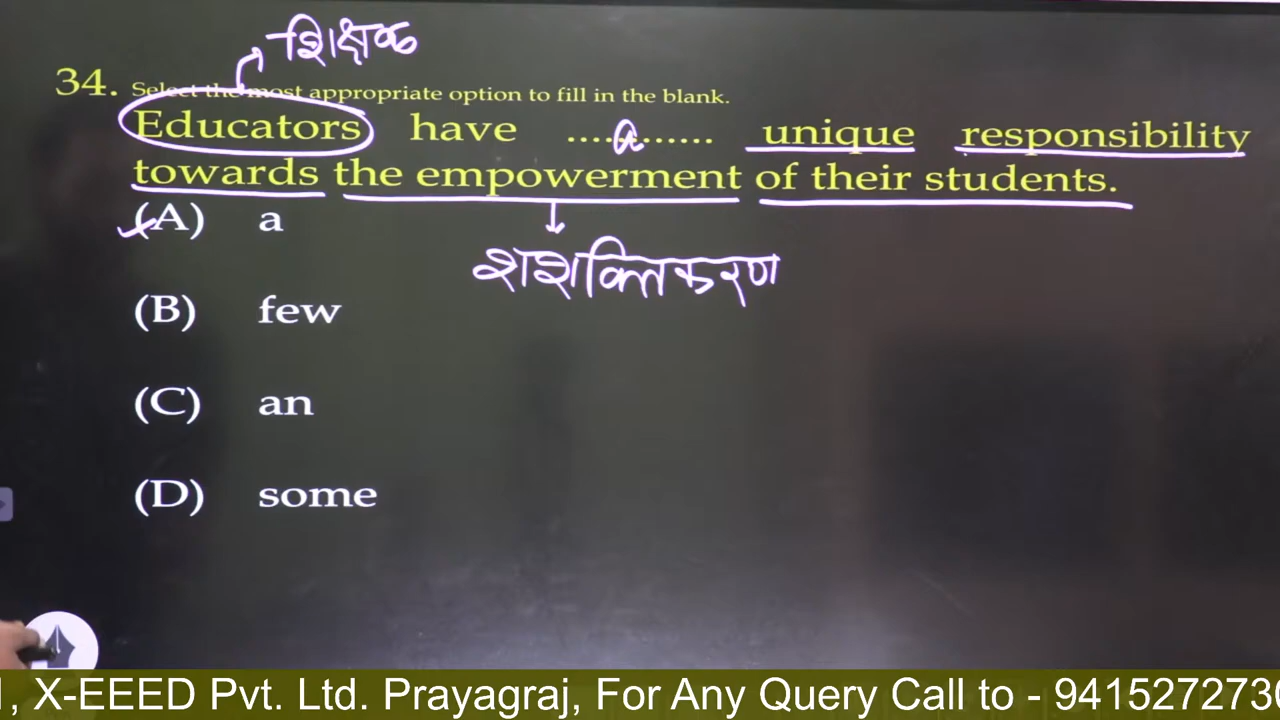 शिक्षक
34. Select the most appropriate option to fill in the blank.
Educators have ....a....... unique responsibility
towards the empowerment of their students.
(A) a
शशक्तिकरण
(B) few
(C) an
(D) some
, X-EEED Pvt. Ltd. Prayagraj, For Any Query Call to - 941527273